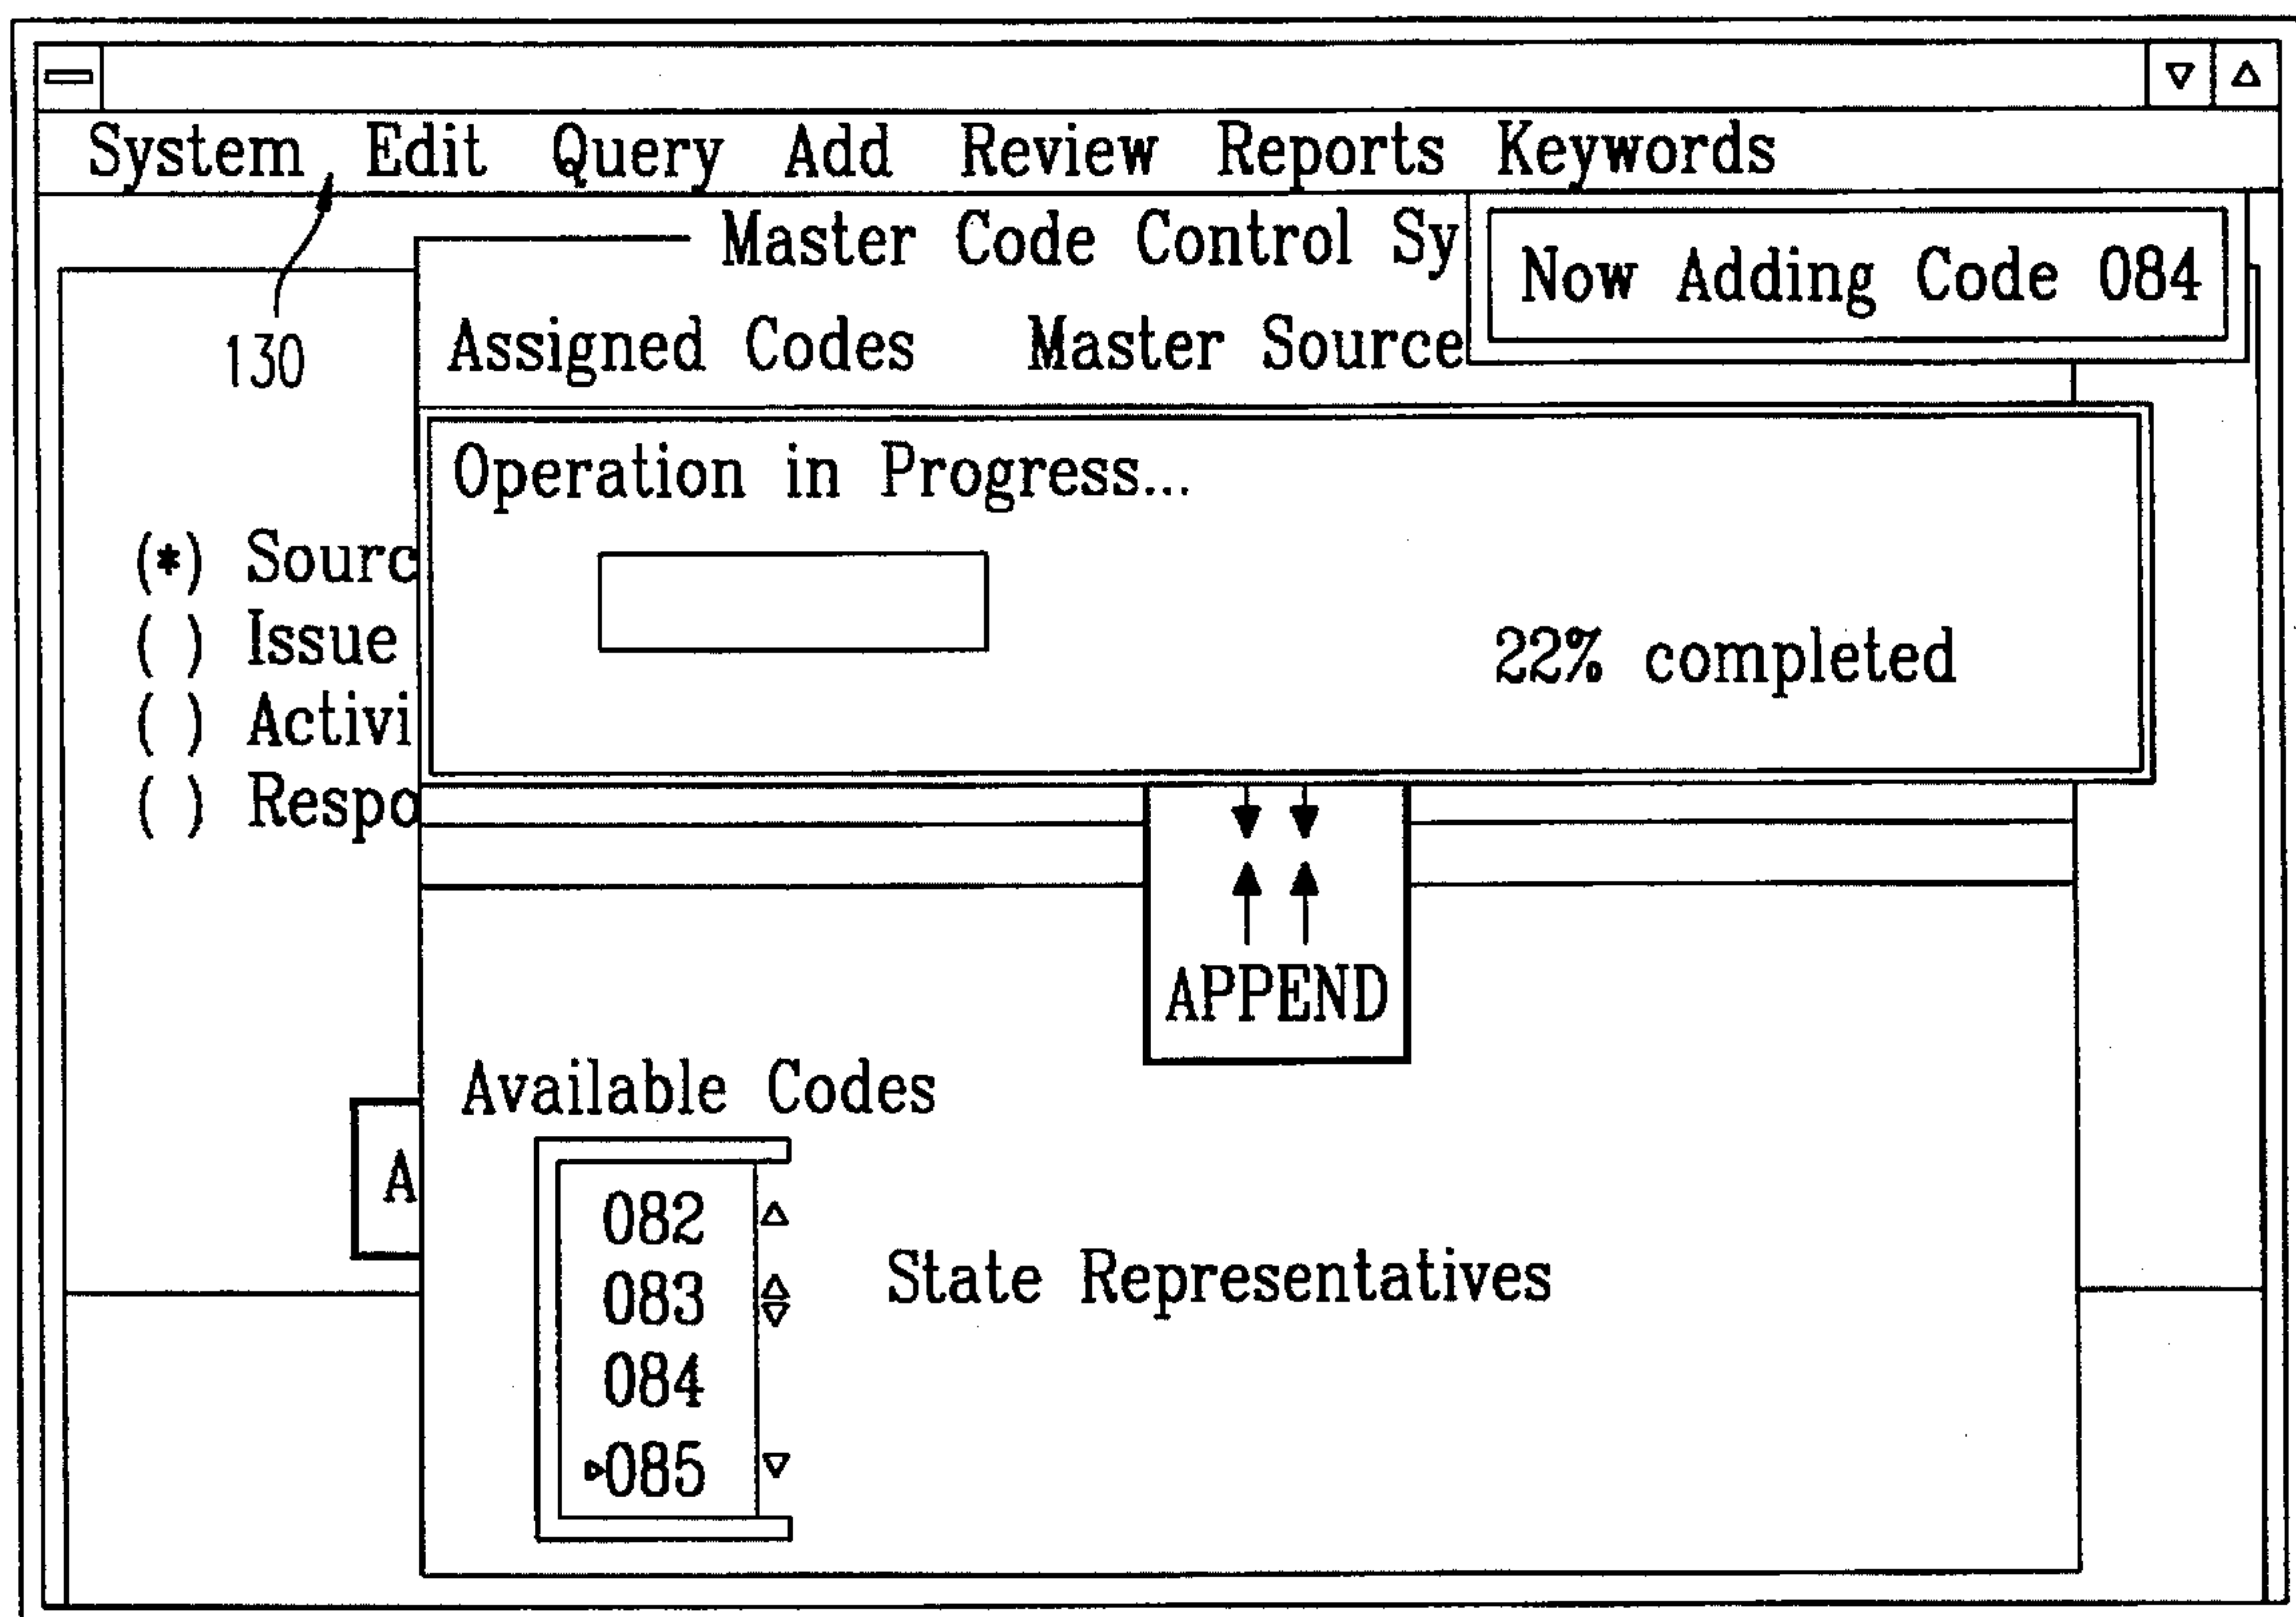 System Edit Query Add Review Reports Keywords
Master Code Control Sy
Now Adding Code 084
130
Assigned Codes Master Source
Operation in Progress...
(*) Sourc
( ) Issue
22% completed
( ) Activi
( ) Respo
APPEND
Available Codes
A
082
083
State Representatives
084
085